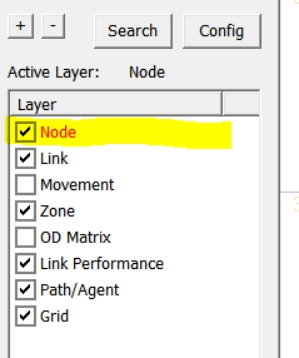 + - Search Config
Active Layer: Node
Layer
Node
Link
Movement
Zone
OD Matrix
Link Performance
Path/Agent
Grid